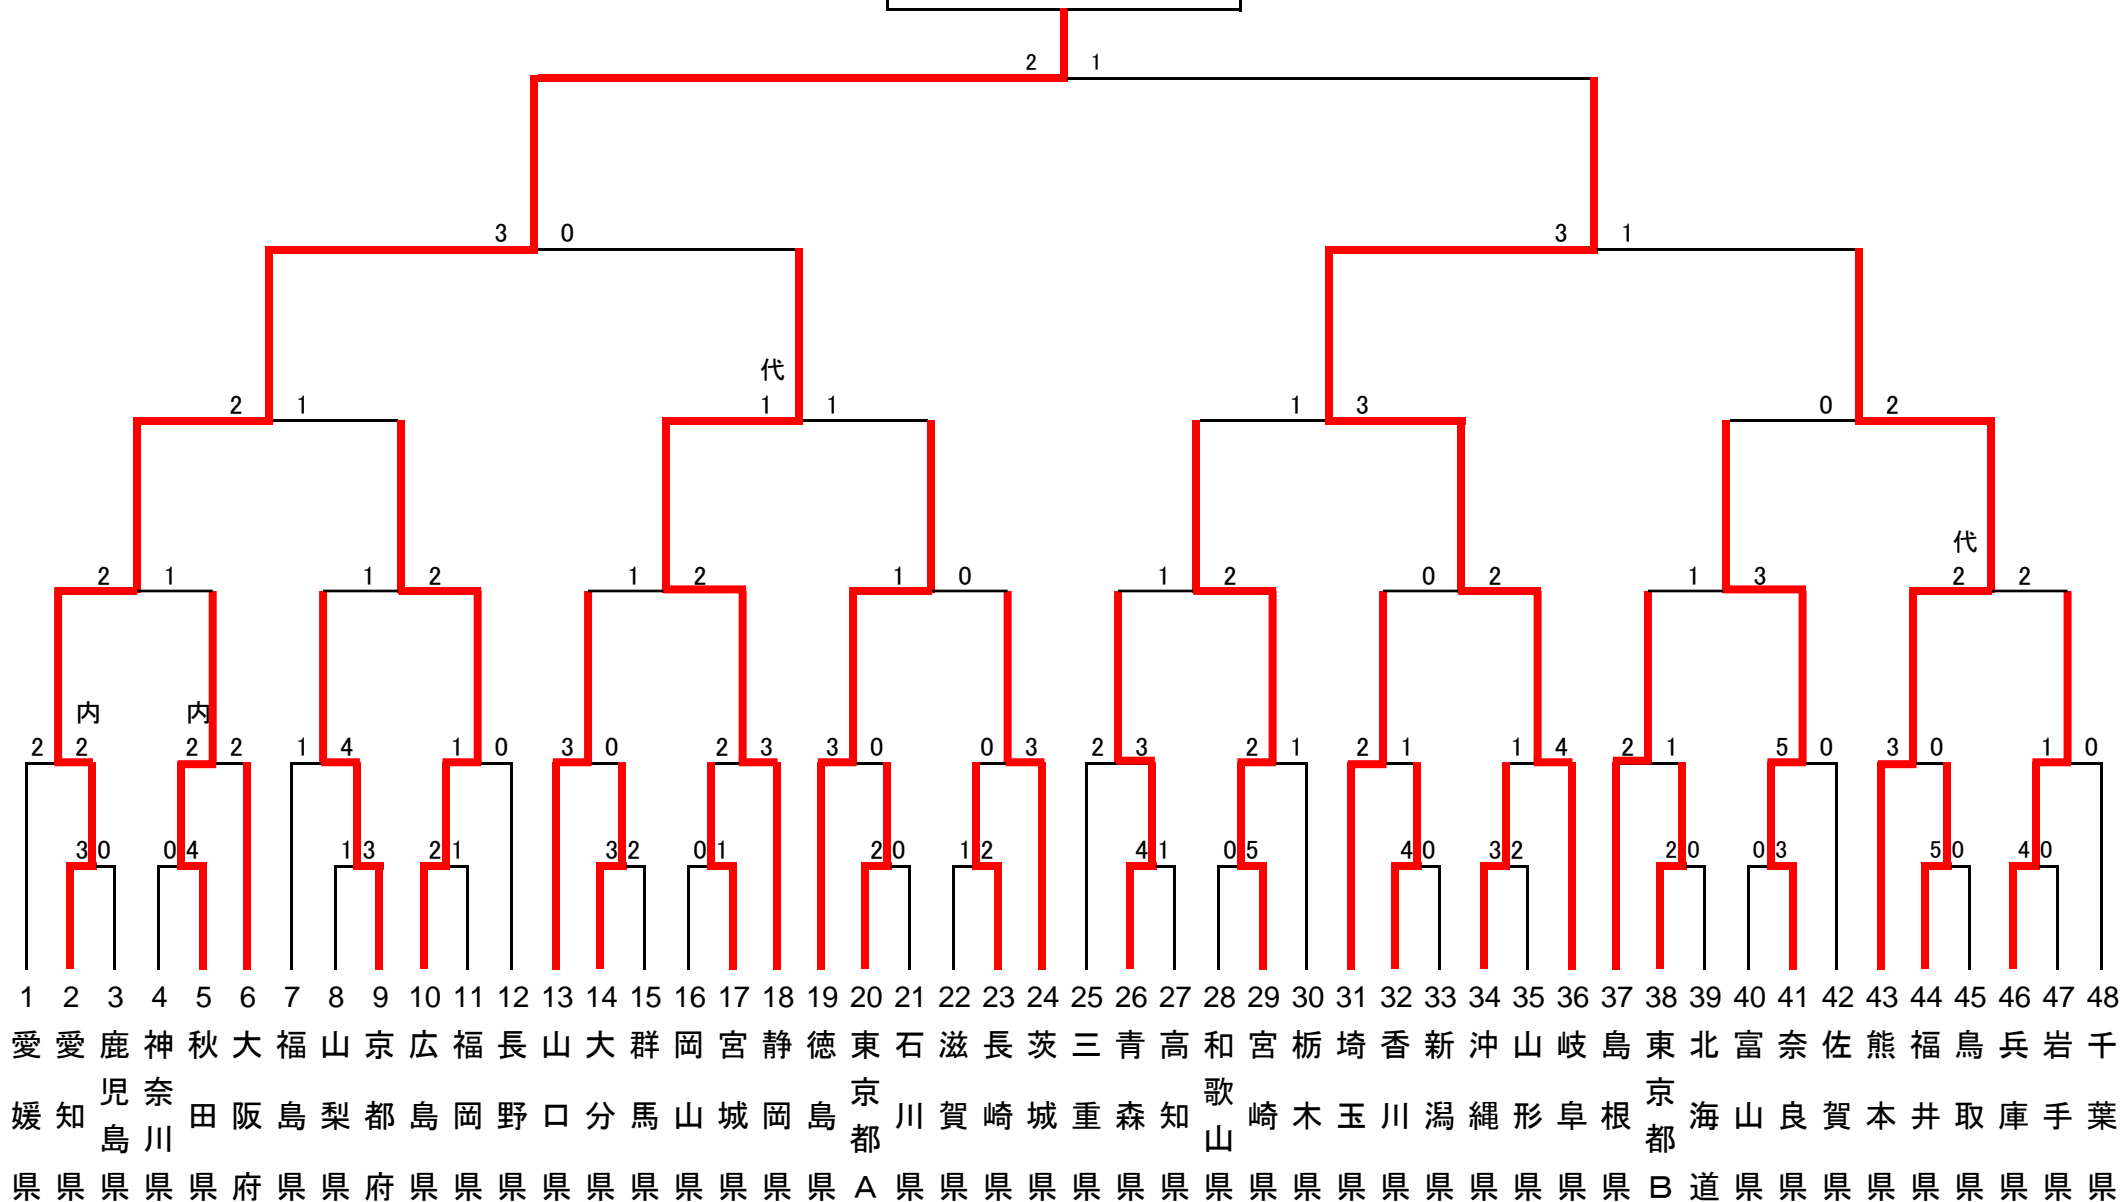 2 1
3 0 3 1
代
2 1 1 1 1 3 0 2
代
2 1 1 2 1 2 1 0 1 2 0 2 1 3 2 2
内 内
2 2 2 2 1 4 1 0 3 0 2 3 3 0 0 3 2 3 2 1 2 1 1 4 2 1 5 0 3 0 1 0
3 0 0 4 1 3 2 1 3 2 0 1 2 0 1 2 4 1 0 5 4 0 3 2 2 0 0 3 5 0 4 0
1 2 3 4 5 6 7 8 9 10 11 12 13 14 15 16 17 18 19 20 21 22 23 24 25 26 27 28 29 30 31 32 33 34 35 36 37 38 39 40 41 42 43 44 45 46 47 48
愛媛県
愛知県
鹿児島県
神奈川県
秋田県
大阪府
福島県
山梨県
京都府
広島県
福岡県
長野県
山口県
大分県
群馬県
岡山県
宮城県
静岡県
徳島県
東京都A
石川県
滋賀県
長崎県
茨城県
三重県
青森県
高知県
和歌山県
宮崎県
栃木県
埼玉県
香川県
新潟県
沖縄県
山形県
岐阜県
島根県
東京都B
北海道
富山県
奈良県
佐賀県
熊本県
福井県
鳥取県
兵庫県
岩手県
千葉県